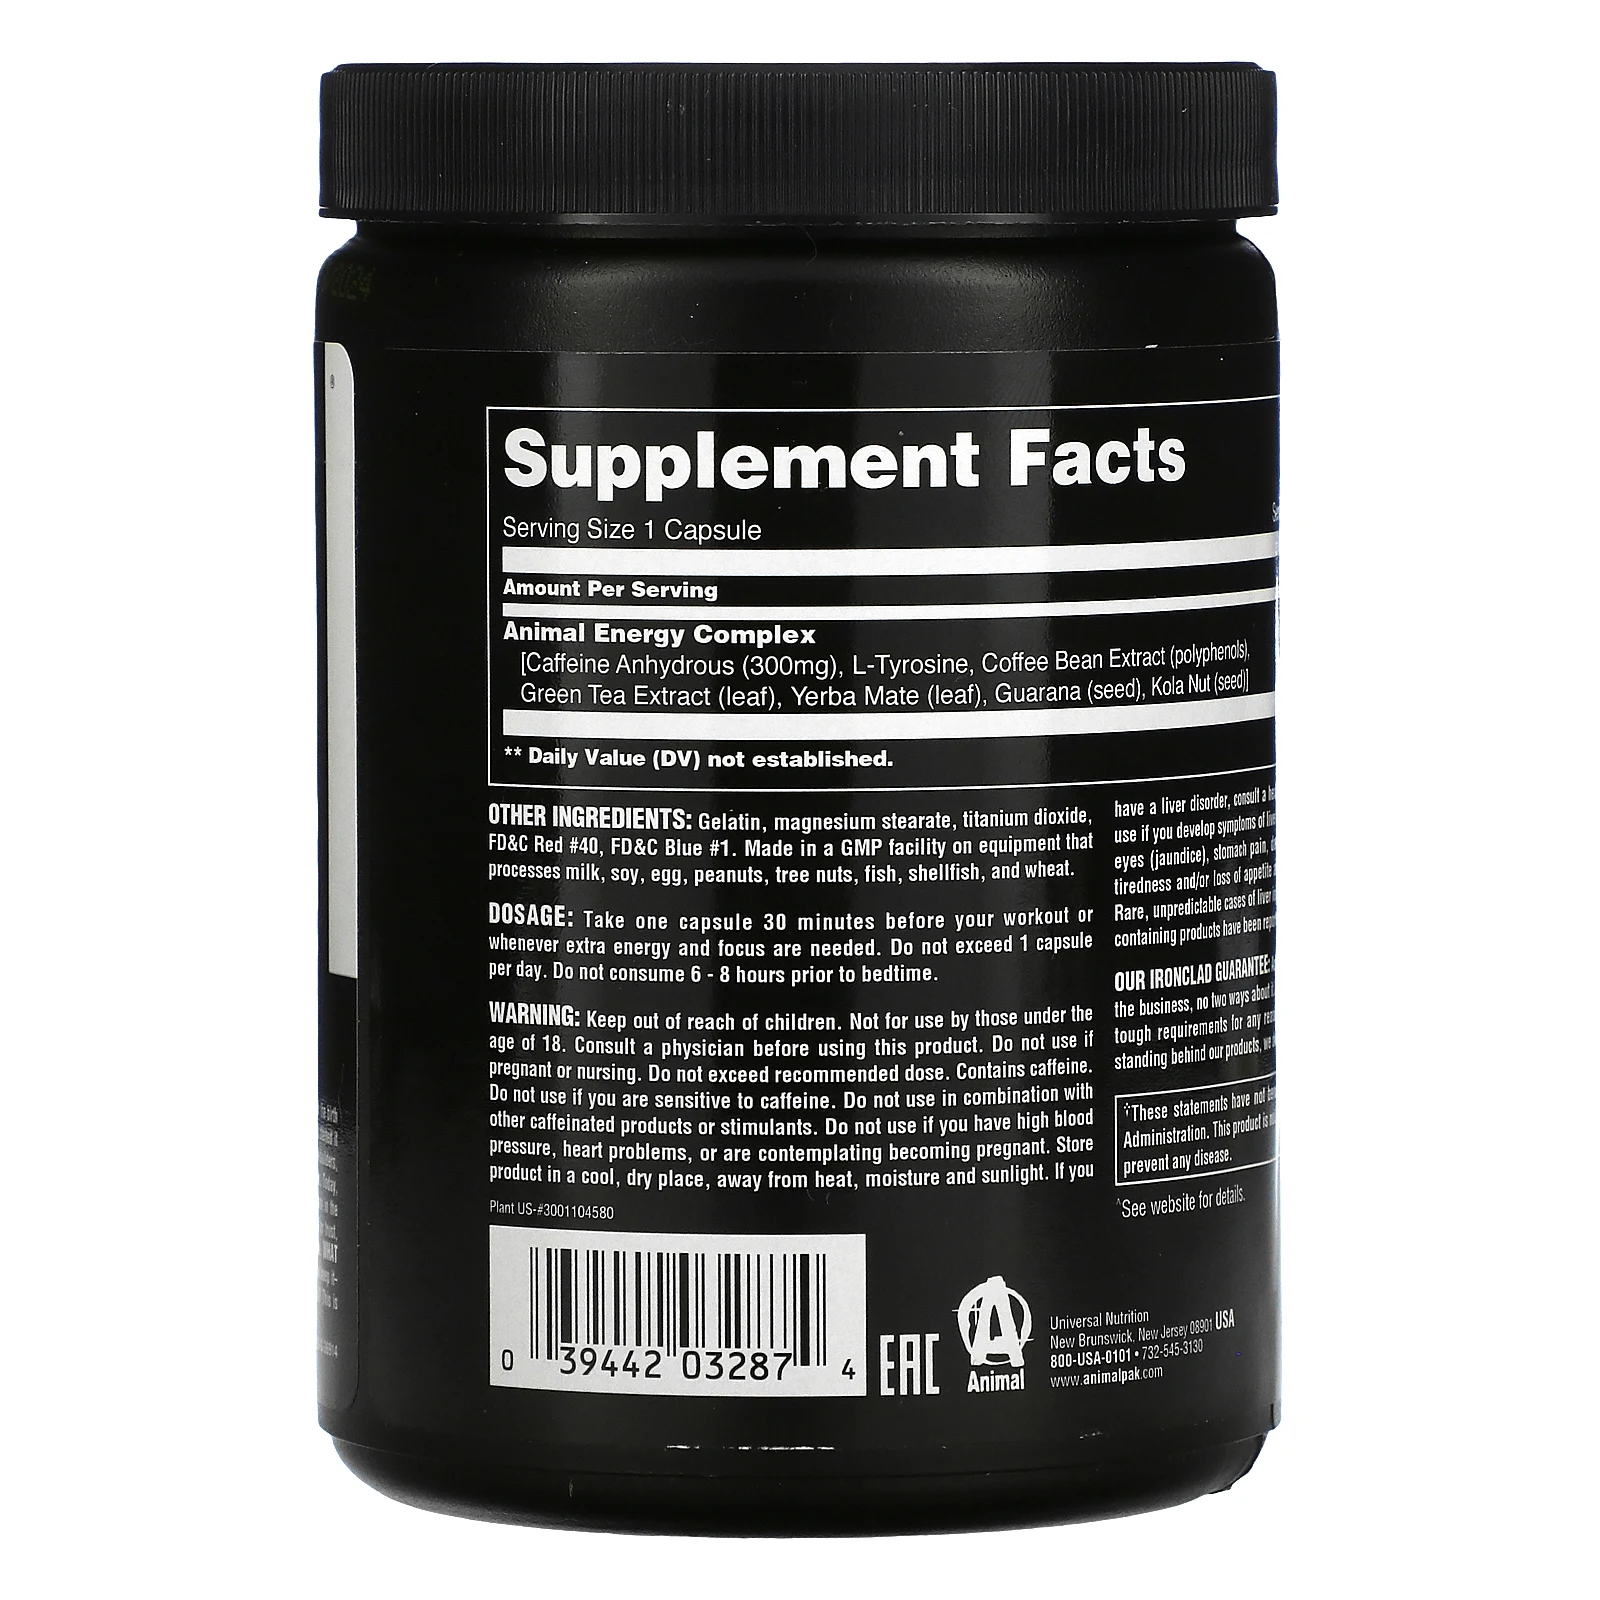 2024
®
Supplement Facts
Serving Size 1 Capsule
Amount Per Serving
Animal Energy Complex
[Caffeine Anhydrous (300mg), L-Tyrosine, Coffee Bean Extract (polyphenols),
Green Tea Extract (leaf), Yerba Mate (leaf), Guarana (seed), Kola Nut (seed)]
** Daily Value (DV) not established.
OTHER INGREDIENTS: Gelatin, magnesium stearate, titanium dioxide,
FD&C Red #40, FD&C Blue #1. Made in a GMP facility on equipment that
processes milk, soy, egg, peanuts, tree nuts, fish, shellfish, and wheat.
DOSAGE: Take one capsule 30 minutes before your workout or
whenever extra energy and focus are needed. Do not exceed 1 capsule
per day. Do not consume 6 - 8 hours prior to bedtime.
WARNING: Keep out of reach of children. Not for use by those under the
age of 18. Consult a physician before using this product. Do not use if
pregnant or nursing. Do not exceed recommended dose. Contains caffeine.
Do not use if you are sensitive to caffeine. Do not use in combination with
other caffeinated products or stimulants. Do not use if you have high blood
pressure, heart problems, or are contemplating becoming pregnant. Store
product in a cool, dry place, away from heat, moisture and sunlight. If you
have a liver disorder, consult a
use if you develop symptoms of
eyes (jaundice), stomach pain,
tiredness and/or loss of appetite
Rare, unpredictable cases of liver
containing products have been
OUR IRONCLAD GUARANTEE:
the business, no two ways about
tough requirements for any
standing behind our products, we
†These statements have not
Administration. This product is
prevent any disease.
^See website for details.
Plant US-#3001104580
0 39442 03287 4
EAC
Animal
Universal Nutrition
New Brunswick, New Jersey 08901 USA
800-USA-0101 • 732-545-3130
www.animalpak.com